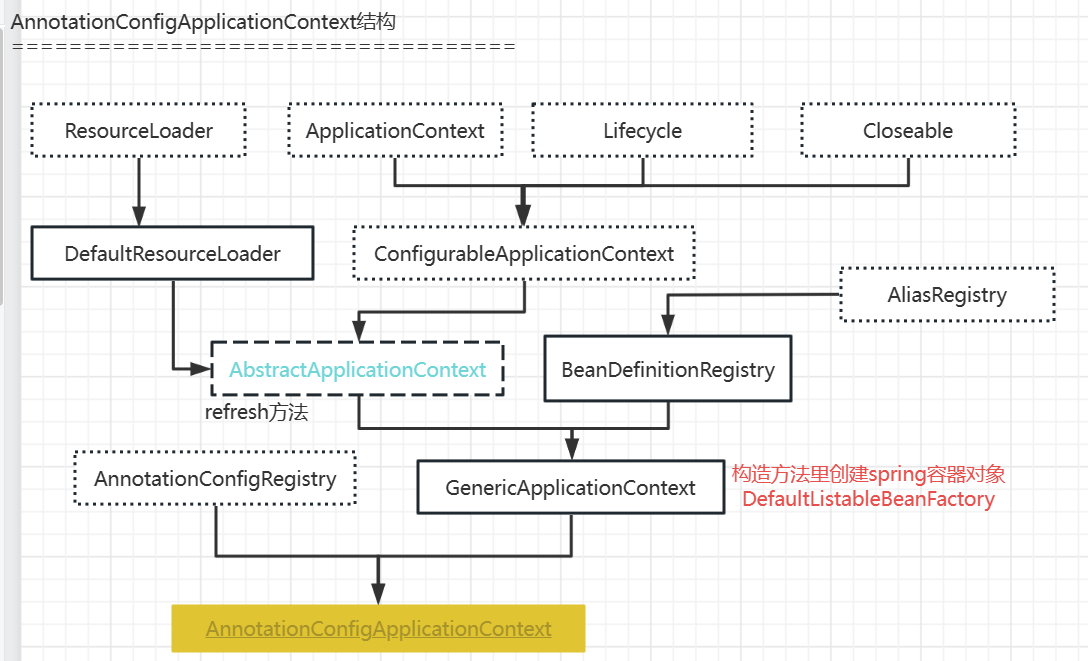 AnnotationConfigApplicationContext结构
===================================
ResourceLoader
ApplicationContext
Lifecycle
Closeable
DefaultResourceLoader
ConfigurableApplicationContext
AliasRegistry
AbstractApplicationContext
BeanDefinitionRegistry
refresh方法
AnnotationConfigRegistry
GenericApplicationContext
构造方法里创建spring容器对象
DefaultListableBeanFactory
AnnotationConfigApplicationContext